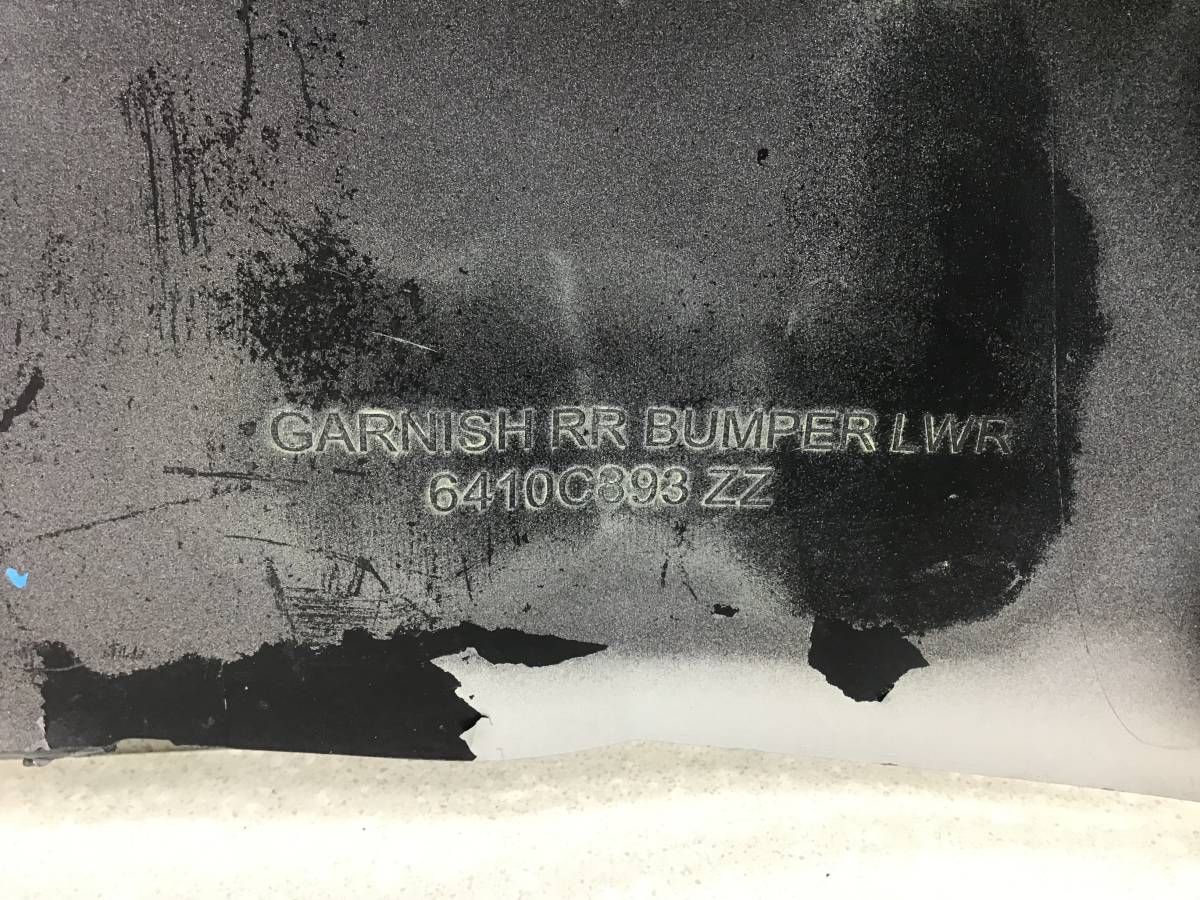 GARNISH RR BUMPER LWR
6410C893 ZZ